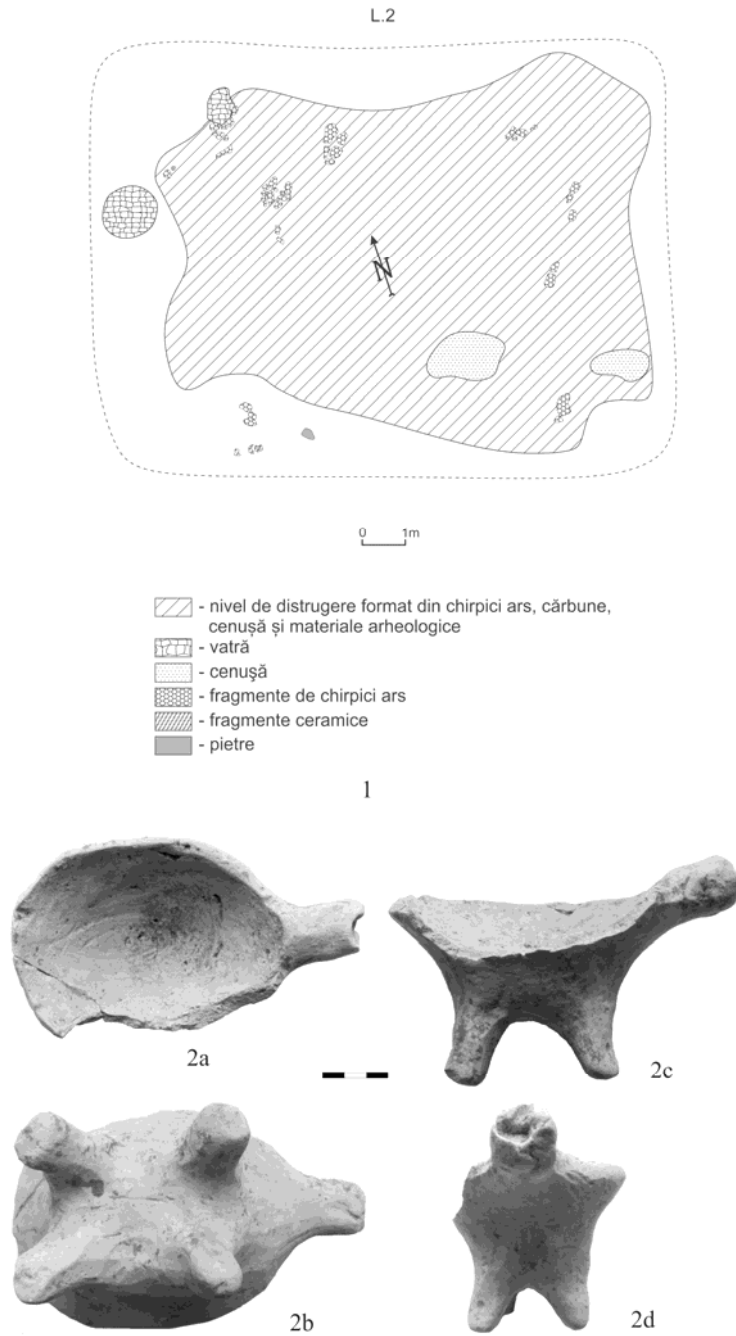 L.2
N
0 1m
- nivel de distrugere format din chirpici ars, cărbune,
cenușă și materiale arheologice
- vatră
- cenușă
- fragmente de chirpici ars
- fragmente ceramice
- pietre
1
2a
2c
2b
2d